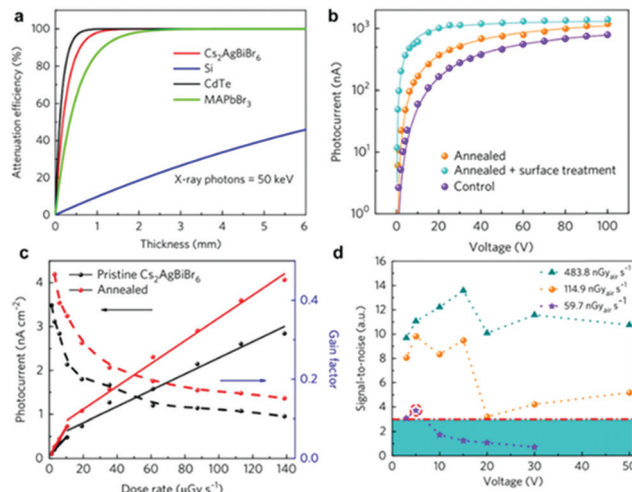 a
100
80
60
40
20
0
Attenuation efficiency (%)
Cs₂AgBiBr₆
Si
CdTe
MAPbBr₃
X-ray photons = 50 keV
0 1 2 3 4 5 6
Thickness (mm)
b
10³
10²
10¹
10⁰
Photocurrent (nA)
Annealed
Annealed + surface treatment
Control
0 20 40 60 80 100
Voltage (V)
c
4
3
2
1
0
Photocurrent (nA cm⁻²)
Pristine Cs₂AgBiBr₆
Annealed
0.4
0.2
0.0
Gain factor
0 20 40 60 80 100 120 140
Dose rate (μGy s⁻¹)
d
16
14
12
10
8
6
4
2
0
Signal-to-noise (a.u.)
483.8 nGyair s⁻¹
114.9 nGyair s⁻¹
59.7 nGyair s⁻¹
0 10 20 30 40 50
Voltage (V)